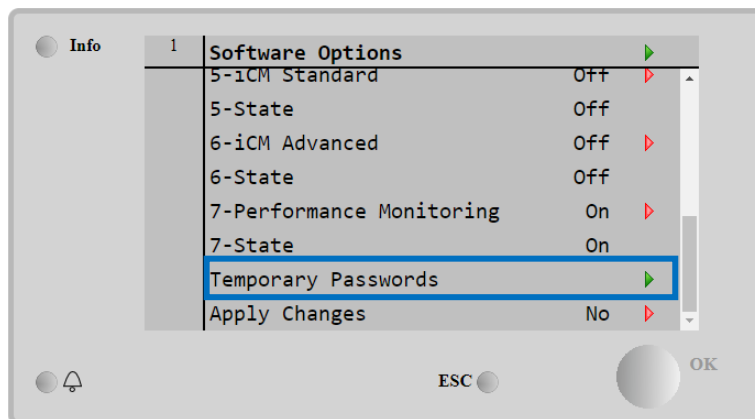 Info
1 Software Options
5-iCM Standard Off
5-State Off
6-iCM Advanced Off
6-State Off
7-Performance Monitoring On
7-State On
Temporary Passwords
Apply Changes No
OK
ESC